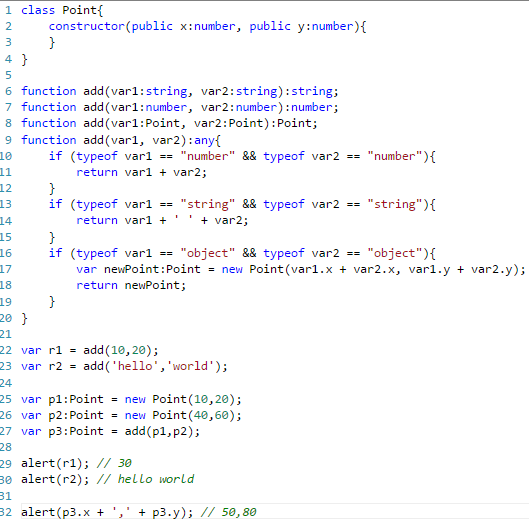 1 class Point{
2     constructor(public x:number, public y:number){
3     }
4 }
5
6 function add(var1:string, var2:string):string;
7 function add(var1:number, var2:number):number;
8 function add(var1:Point, var2:Point):Point;
9 function add(var1, var2):any{
10     if (typeof var1 == "number" && typeof var2 == "number"){
11         return var1 + var2;
12     }
13     if (typeof var1 == "string" && typeof var2 == "string"){
14         return var1 + ' ' + var2;
15     }
16     if (typeof var1 == "object" && typeof var2 == "object"){
17         var newPoint:Point = new Point(var1.x + var2.x, var1.y + var2.y);
18         return newPoint;
19     }
20 }
21
22 var r1 = add(10,20);
23 var r2 = add('hello','world');
24
25 var p1:Point = new Point(10,20);
26 var p2:Point = new Point(40,60);
27 var p3:Point = add(p1,p2);
28
29 alert(r1); // 30
30 alert(r2); // hello world
31
32 alert(p3.x + ',' + p3.y); // 50,80